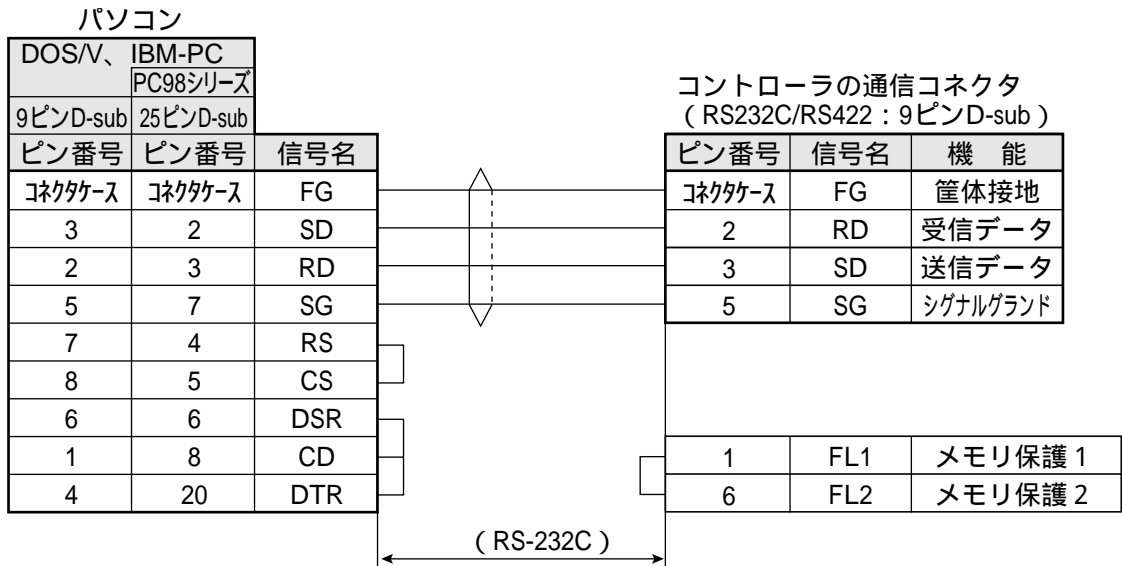 パソコン
DOS/V、 IBM-PC
PC98シリーズ
9ピンD-sub 25ピンD-sub
ピン番号 ピン番号 信号名
コネクタケース コネクタケース FG
3 2 SD
2 3 RD
5 7 SG
7 4 RS
8 5 CS
6 6 DSR
1 8 CD
4 20 DTR
コントローラの通信コネクタ
（RS232C/RS422：9ピンD-sub）
ピン番号 信号名 機 能
コネクタケース FG 筐体接地
2 RD 受信データ
3 SD 送信データ
5 SG シグナルグランド
1 FL1 メモリ保護1
6 FL2 メモリ保護2
（RS-232C）